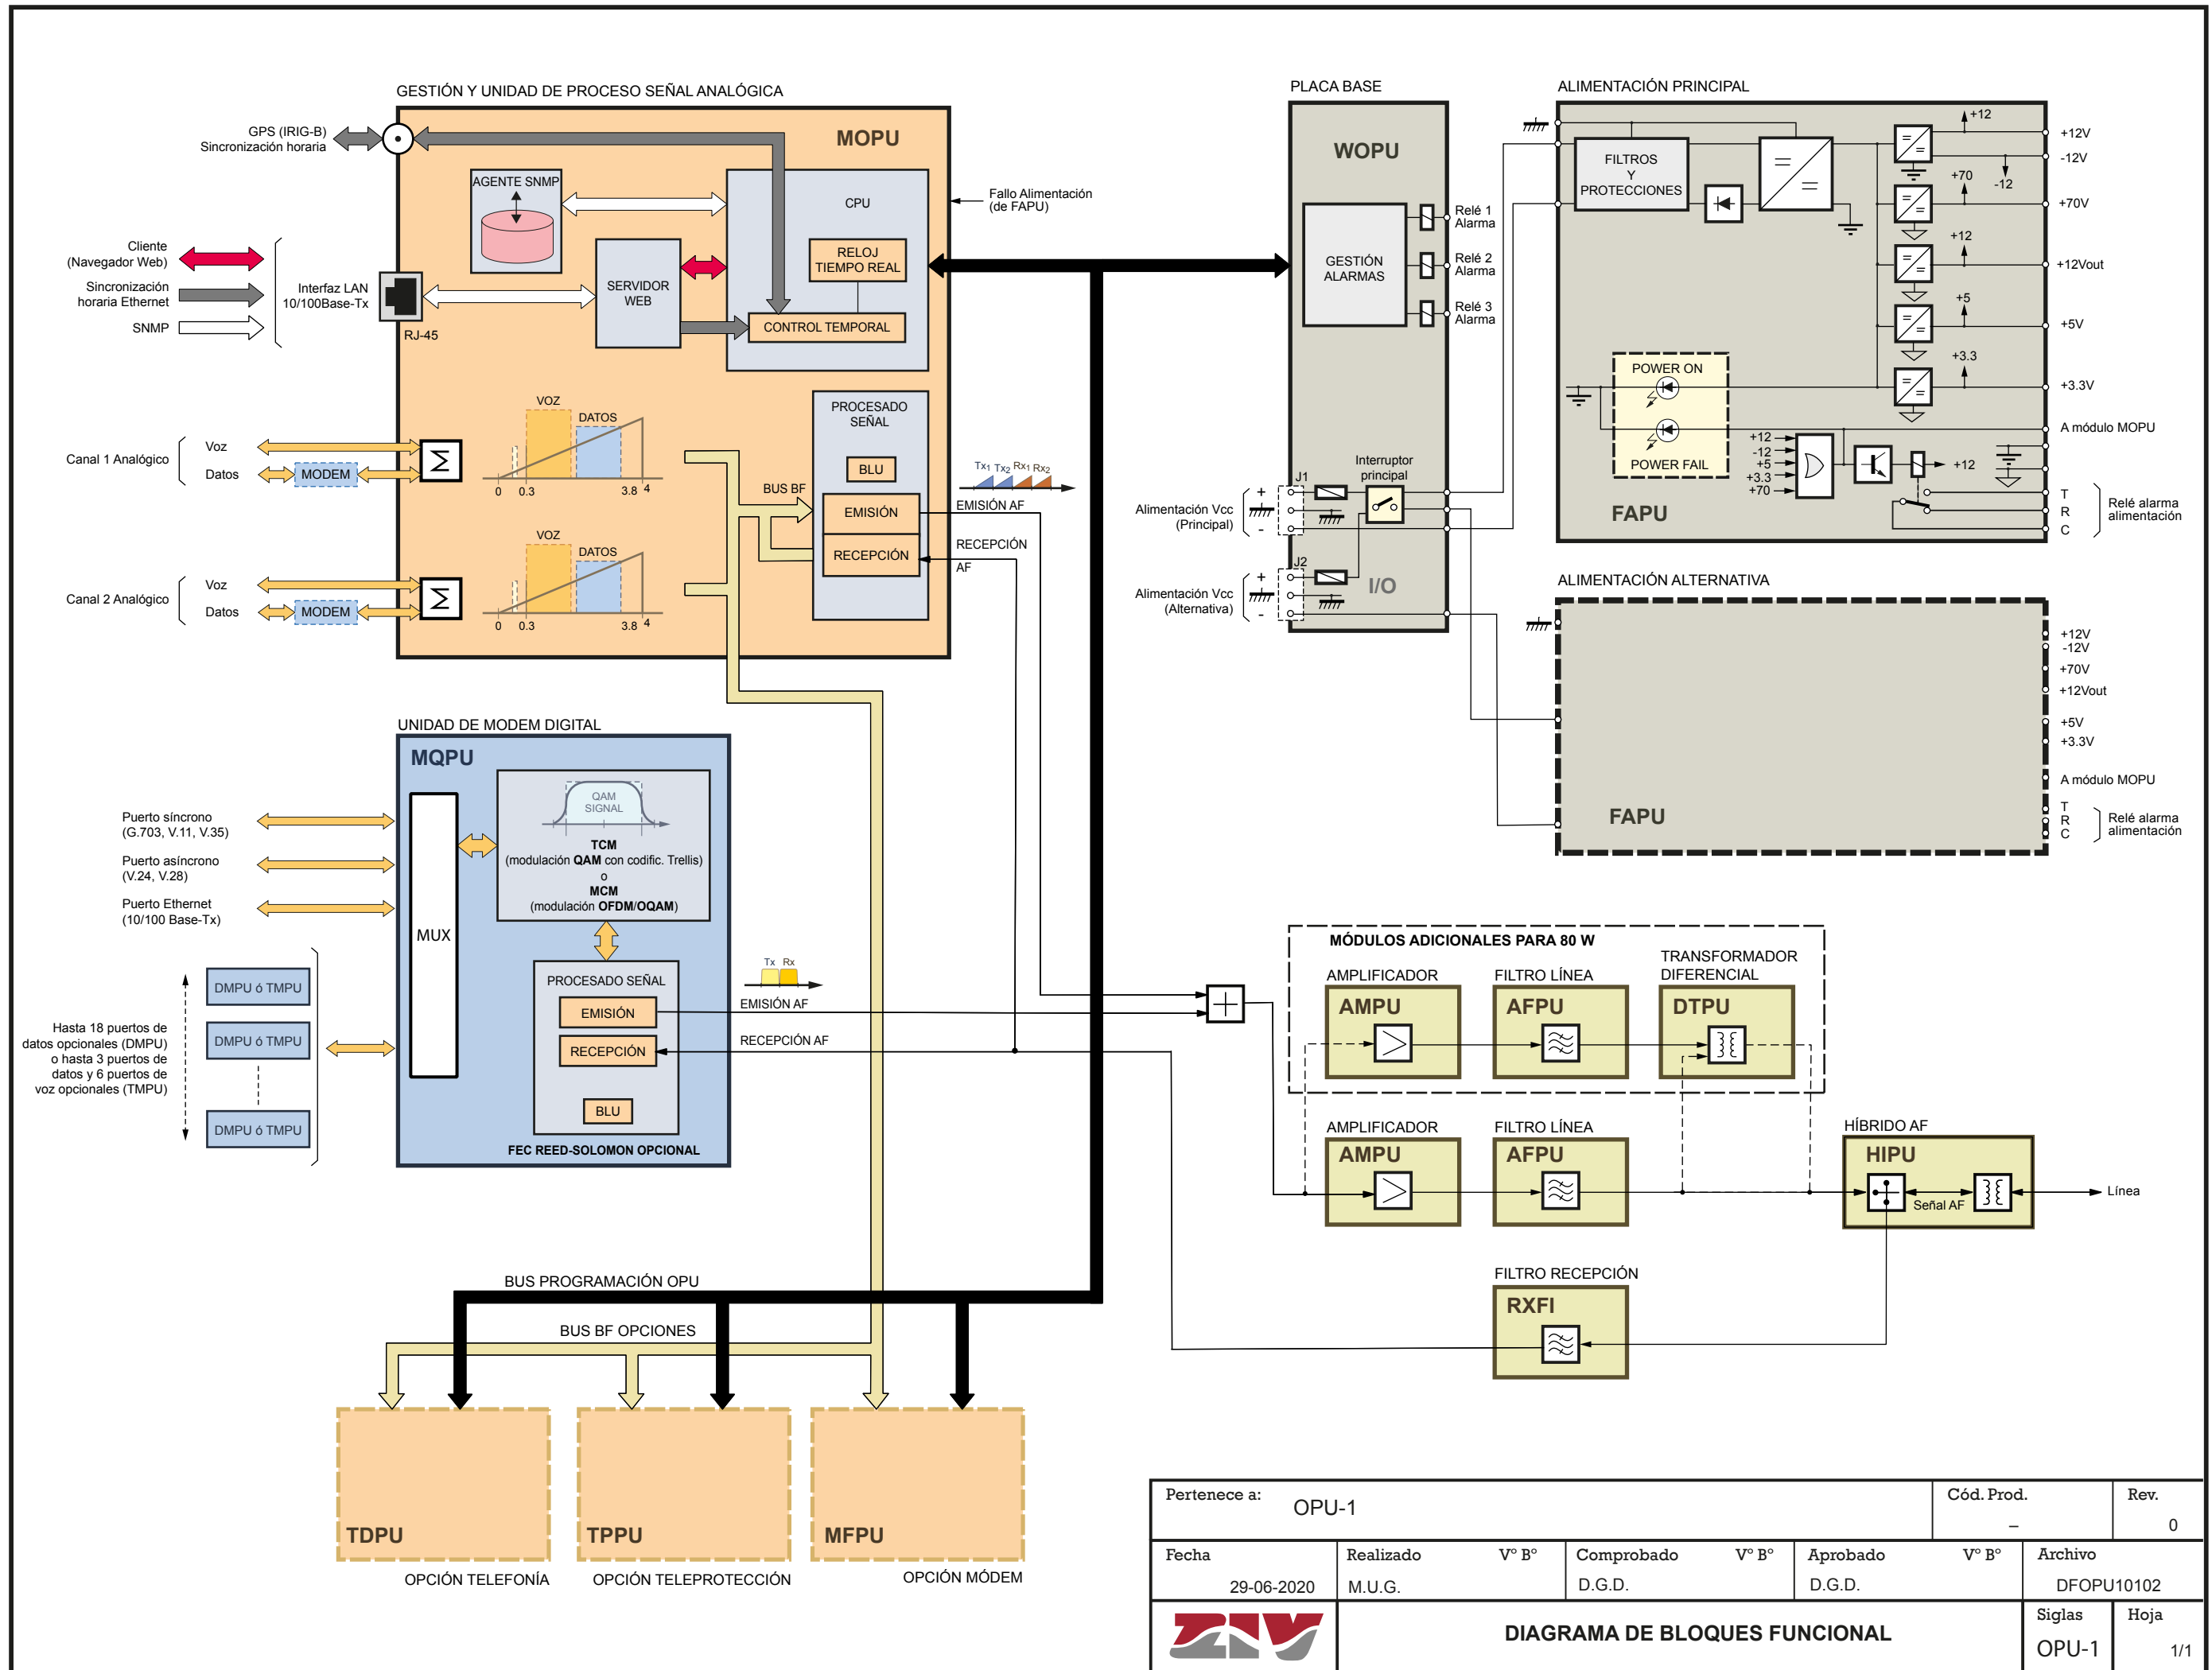 GESTIÓN Y UNIDAD DE PROCESO SEÑAL ANALÓGICA
MOPU
GPS (IRIG-B)
Sincronización horaria
AGENTE SNMP
CPU
RELOJ
TIEMPO REAL
SERVIDOR
WEB
CONTROL TEMPORAL
Fallo Alimentación
(de FAPU)
Cliente
(Navegador Web)
Sincronización
horaria Ethernet
SNMP
Interfaz LAN
10/100Base-Tx
RJ-45
Canal 1 Analógico
Voz
Datos
MODEM
Σ
VOZ
DATOS
0
0.3
3.8
4
Canal 2 Analógico
Voz
Datos
MODEM
Σ
VOZ
DATOS
0
0.3
3.8
4
BUS BF
PROCESADO
SEÑAL
BLU
EMISIÓN
RECEPCIÓN
Tx1 Tx2 Rx1 Rx2
EMISIÓN AF
RECEPCIÓN
AF
PLACA BASE
WOPU
GESTIÓN
ALARMAS
Relé 1
Alarma
Relé 2
Alarma
Relé 3
Alarma
Interruptor
principal
J1
+
-
Alimentación Vcc
(Principal)
J2
+
-
Alimentación Vcc
(Alternativa)
I/O
ALIMENTACIÓN PRINCIPAL
FILTROS
Y
PROTECCIONES
+12
-12
+70
+12
+5
+3.3
+12V
-12V
+70V
+12Vout
+5V
+3.3V
POWER ON
POWER FAIL
+12
-12
+5
+3.3
+70
+12
A módulo MOPU
T
R
C
Relé alarma
alimentación
FAPU
ALIMENTACIÓN ALTERNATIVA
+12V
-12V
+70V
+12Vout
+5V
+3.3V
A módulo MOPU
T
R
C
Relé alarma
alimentación
FAPU
UNIDAD DE MODEM DIGITAL
MQPU
Puerto síncrono
(G.703, V.11, V.35)
Puerto asíncrono
(V.24, V.28)
Puerto Ethernet
(10/100 Base-Tx)
MUX
QAM
SIGNAL
TCM
(modulación QAM con codific. Trellis)
o
MCM
(modulación OFDM/OQAM)
PROCESADO SEÑAL
EMISIÓN
RECEPCIÓN
BLU
FEC REED-SOLOMON OPCIONAL
Tx Rx
EMISIÓN AF
RECEPCIÓN AF
DMPU ó TMPU
DMPU ó TMPU
DMPU ó TMPU
Hasta 18 puertos de
datos opcionales (DMPU)
o hasta 3 puertos de
datos y 6 puertos de
voz opcionales (TMPU)
MÓDULOS ADICIONALES PARA 80 W
AMPLIFICADOR
AMPU
FILTRO LÍNEA
AFPU
TRANSFORMADOR
DIFERENCIAL
DTPU
AMPLIFICADOR
AMPU
FILTRO LÍNEA
AFPU
HÍBRIDO AF
HIPU
Señal AF
Línea
FILTRO RECEPCIÓN
RXFI
BUS PROGRAMACIÓN OPU
BUS BF OPCIONES
TDPU
TPPU
MFPU
OPCIÓN TELEFONÍA
OPCIÓN TELEPROTECCIÓN
OPCIÓN MÓDEM
Pertenece a:
OPU-1
Cód. Prod.
–
Rev.
0
Fecha
29-06-2020
Realizado Vº Bº
M.U.G.
Comprobado Vº Bº
D.G.D.
Aprobado Vº Bº
D.G.D.
Archivo
DFOPU10102
ZIV
DIAGRAMA DE BLOQUES FUNCIONAL
Siglas
OPU-1
Hoja
1/1